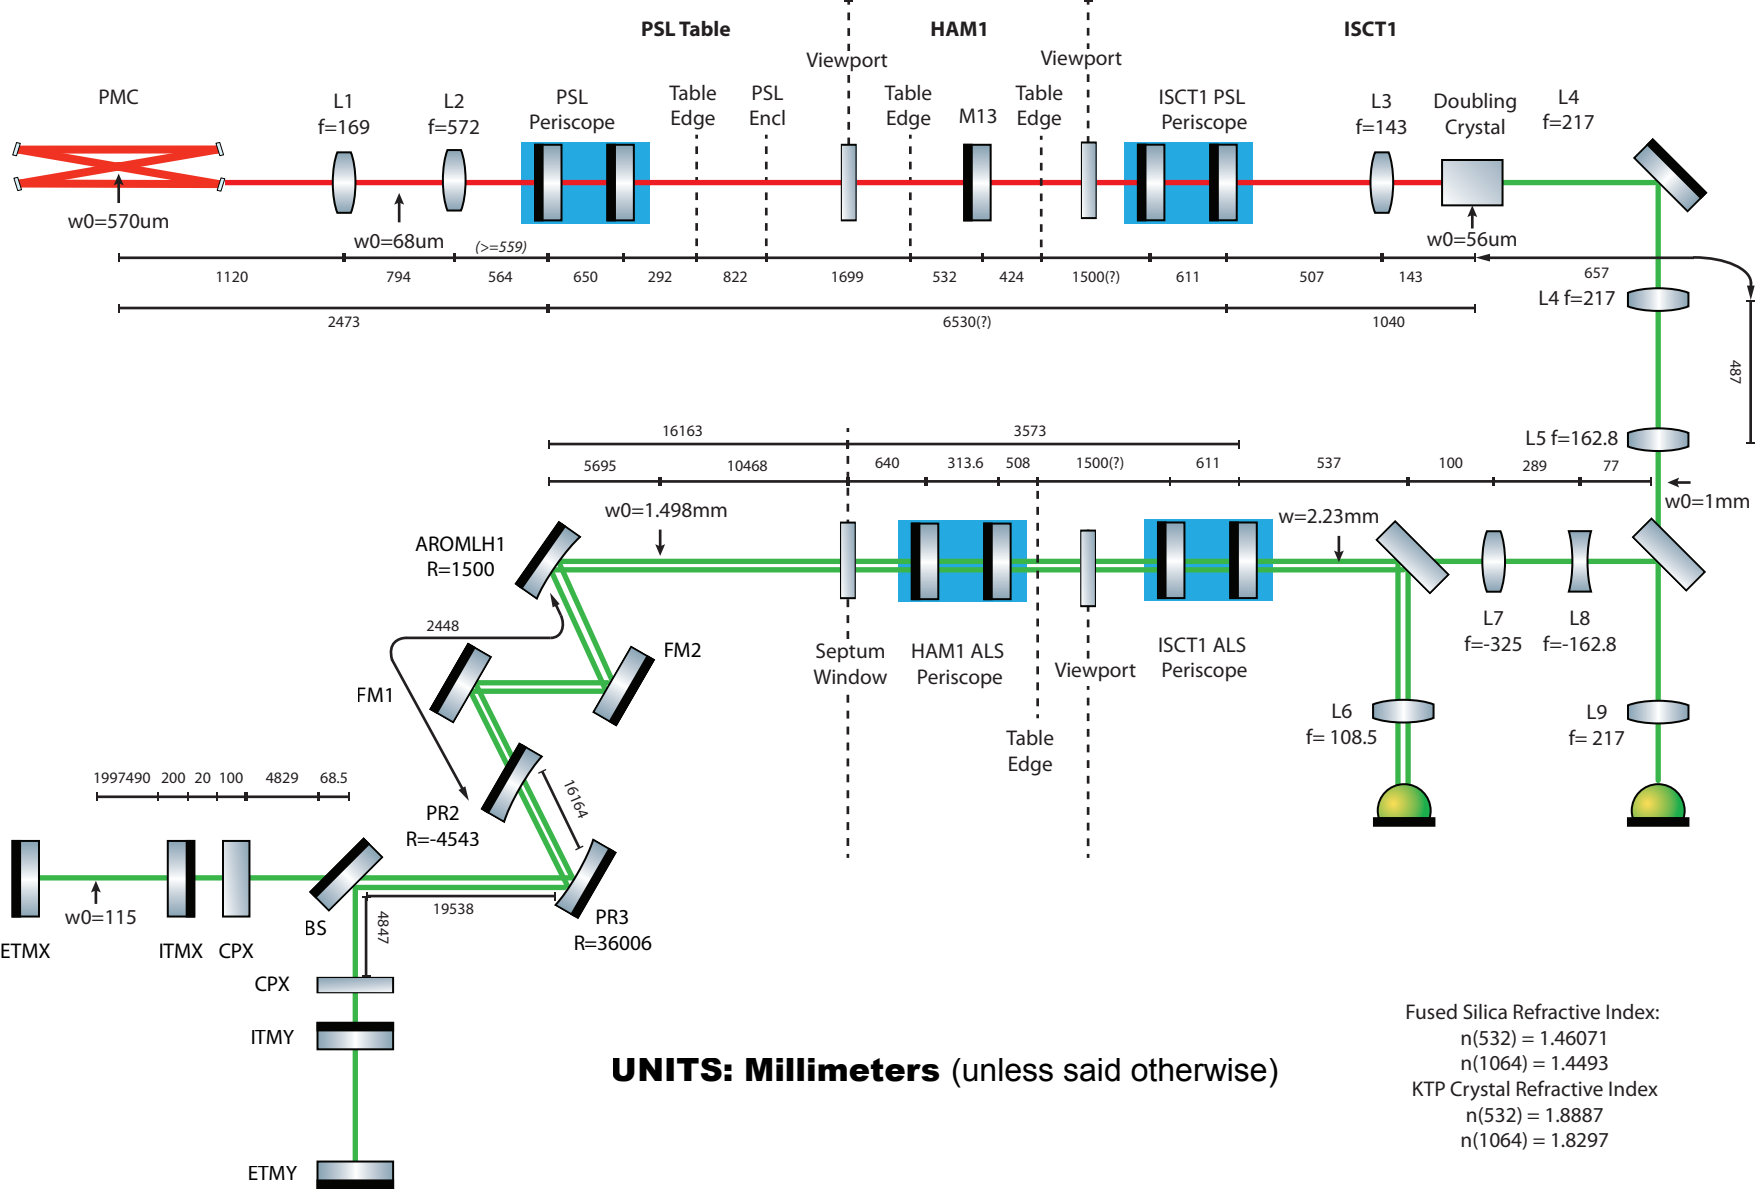 PSL Table
HAM1
ISCT1
Viewport
Viewport
PMC
L1
f=169
L2
f=572
PSL
Periscope
Table
Edge
PSL
Encl
Table
Edge
M13
Table
Edge
ISCT1 PSL
Periscope
L3
f=143
Doubling
Crystal
L4
f=217
w0=570um
w0=68um
(>=559)
w0=56um
1120
794
564
650
292
822
1699
532
424
1500(?)
611
507
143
657
L4 f=217
2473
6530(?)
1040
487
16163
3573
L5 f=162.8
5695
10468
640
313.6
508
1500(?)
611
537
100
289
77
w0=1.498mm
w=2.23mm
w0=1mm
AROMLH1
R=1500
2448
FM2
FM1
Septum
Window
HAM1 ALS
Periscope
Viewport
ISCT1 ALS
Periscope
L7
f=-325
L8
f=-162.8
L6
f= 108.5
L9
f= 217
Table
Edge
1997490
200
20
100
4829
68.5
PR2
R=-4543
16164
w0=115
19538
4847
BS
PR3
R=36006
ETMX
ITMX
CPX
CPX
ITMY
ETMY
UNITS: Millimeters (unless said otherwise)
Fused Silica Refractive Index:
n(532) = 1.46071
n(1064) = 1.4493
KTP Crystal Refractive Index
n(532) = 1.8887
n(1064) = 1.8297